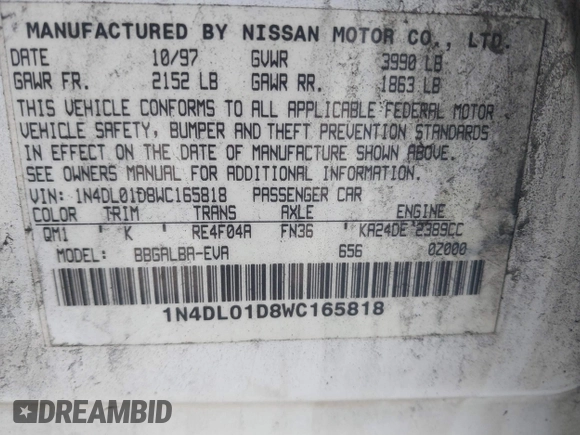 MANUFACTURED BY NISSAN MOTOR CO., LTD.
DATE 10/97 GVWR 3990 LB
GAWR FR. 2152 LB GAWR RR. 1863 LB
THIS VEHICLE CONFORMS TO ALL APPLICABLE FEDERAL MOTOR
VEHICLE SAFETY, BUMPER AND THEFT PREVENTION STANDARDS
IN EFFECT ON THE DATE OF MANUFACTURE SHOWN ABOVE.
SEE OWNERS MANUAL FOR ADDITIONAL INFORMATION.
VIN: 1N4DL01D8WC165818 PASSENGER CAR
COLOR TRIM TRANS AXLE ENGINE
QM1 K RE4F04A FN36 KA24DE 2389CC
MODEL: BBGALBA-EVA 656 0Z000
1N4DL01D8WC165818
DREAMBID